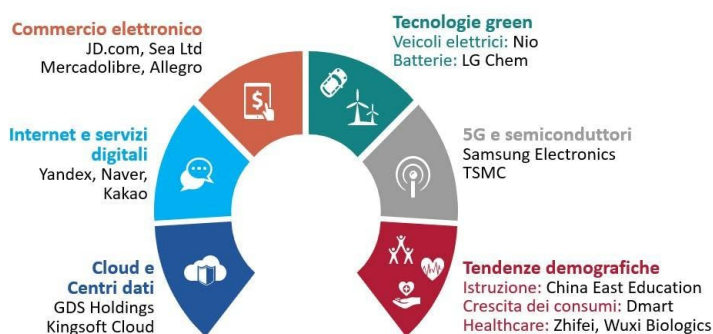 Commercio elettronico
JD.com, Sea Ltd
Mercadolibre, Allegro
Tecnologie green
Veicoli elettrici: Nio
Batterie: LG Chem
Internet e servizi
digitali
Yandex, Naver,
Kakao
5G e semiconduttori
Samsung Electronics
TSMC
Cloud e
Centri dati
GDS Holdings
Kingsoft Cloud
Tendenze demografiche
Istruzione: China East Education
Crescita dei consumi: Dmart
Healthcare: Zhifei, Wuxi Biologics
$